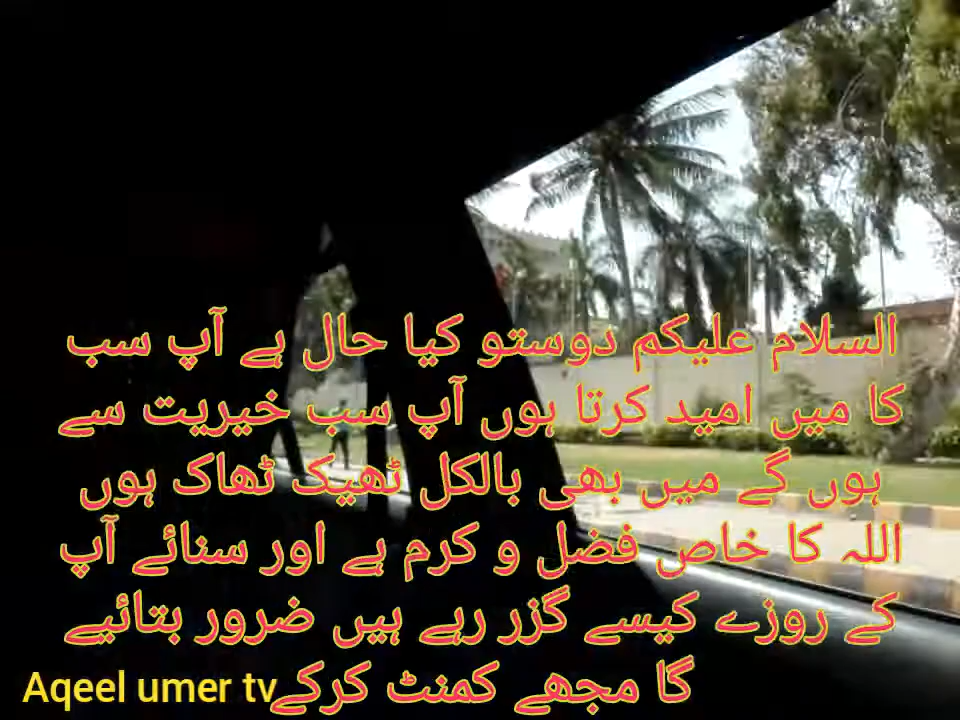 السلام علیکم دوستو کیا حال ہے آپ سب
کا میں امید کرتا ہوں آپ سب خیریت سے
ہوں گے میں بھی بالکل ٹھیک ٹھاک ہوں
اللہ کا خاص فضل و کرم ہے اور سنائے آپ
کے روزے کیسے گزر رہے ہیں ضرور بتائیے
گا مجھے کمنٹ کرکے
Aqeel umer tv